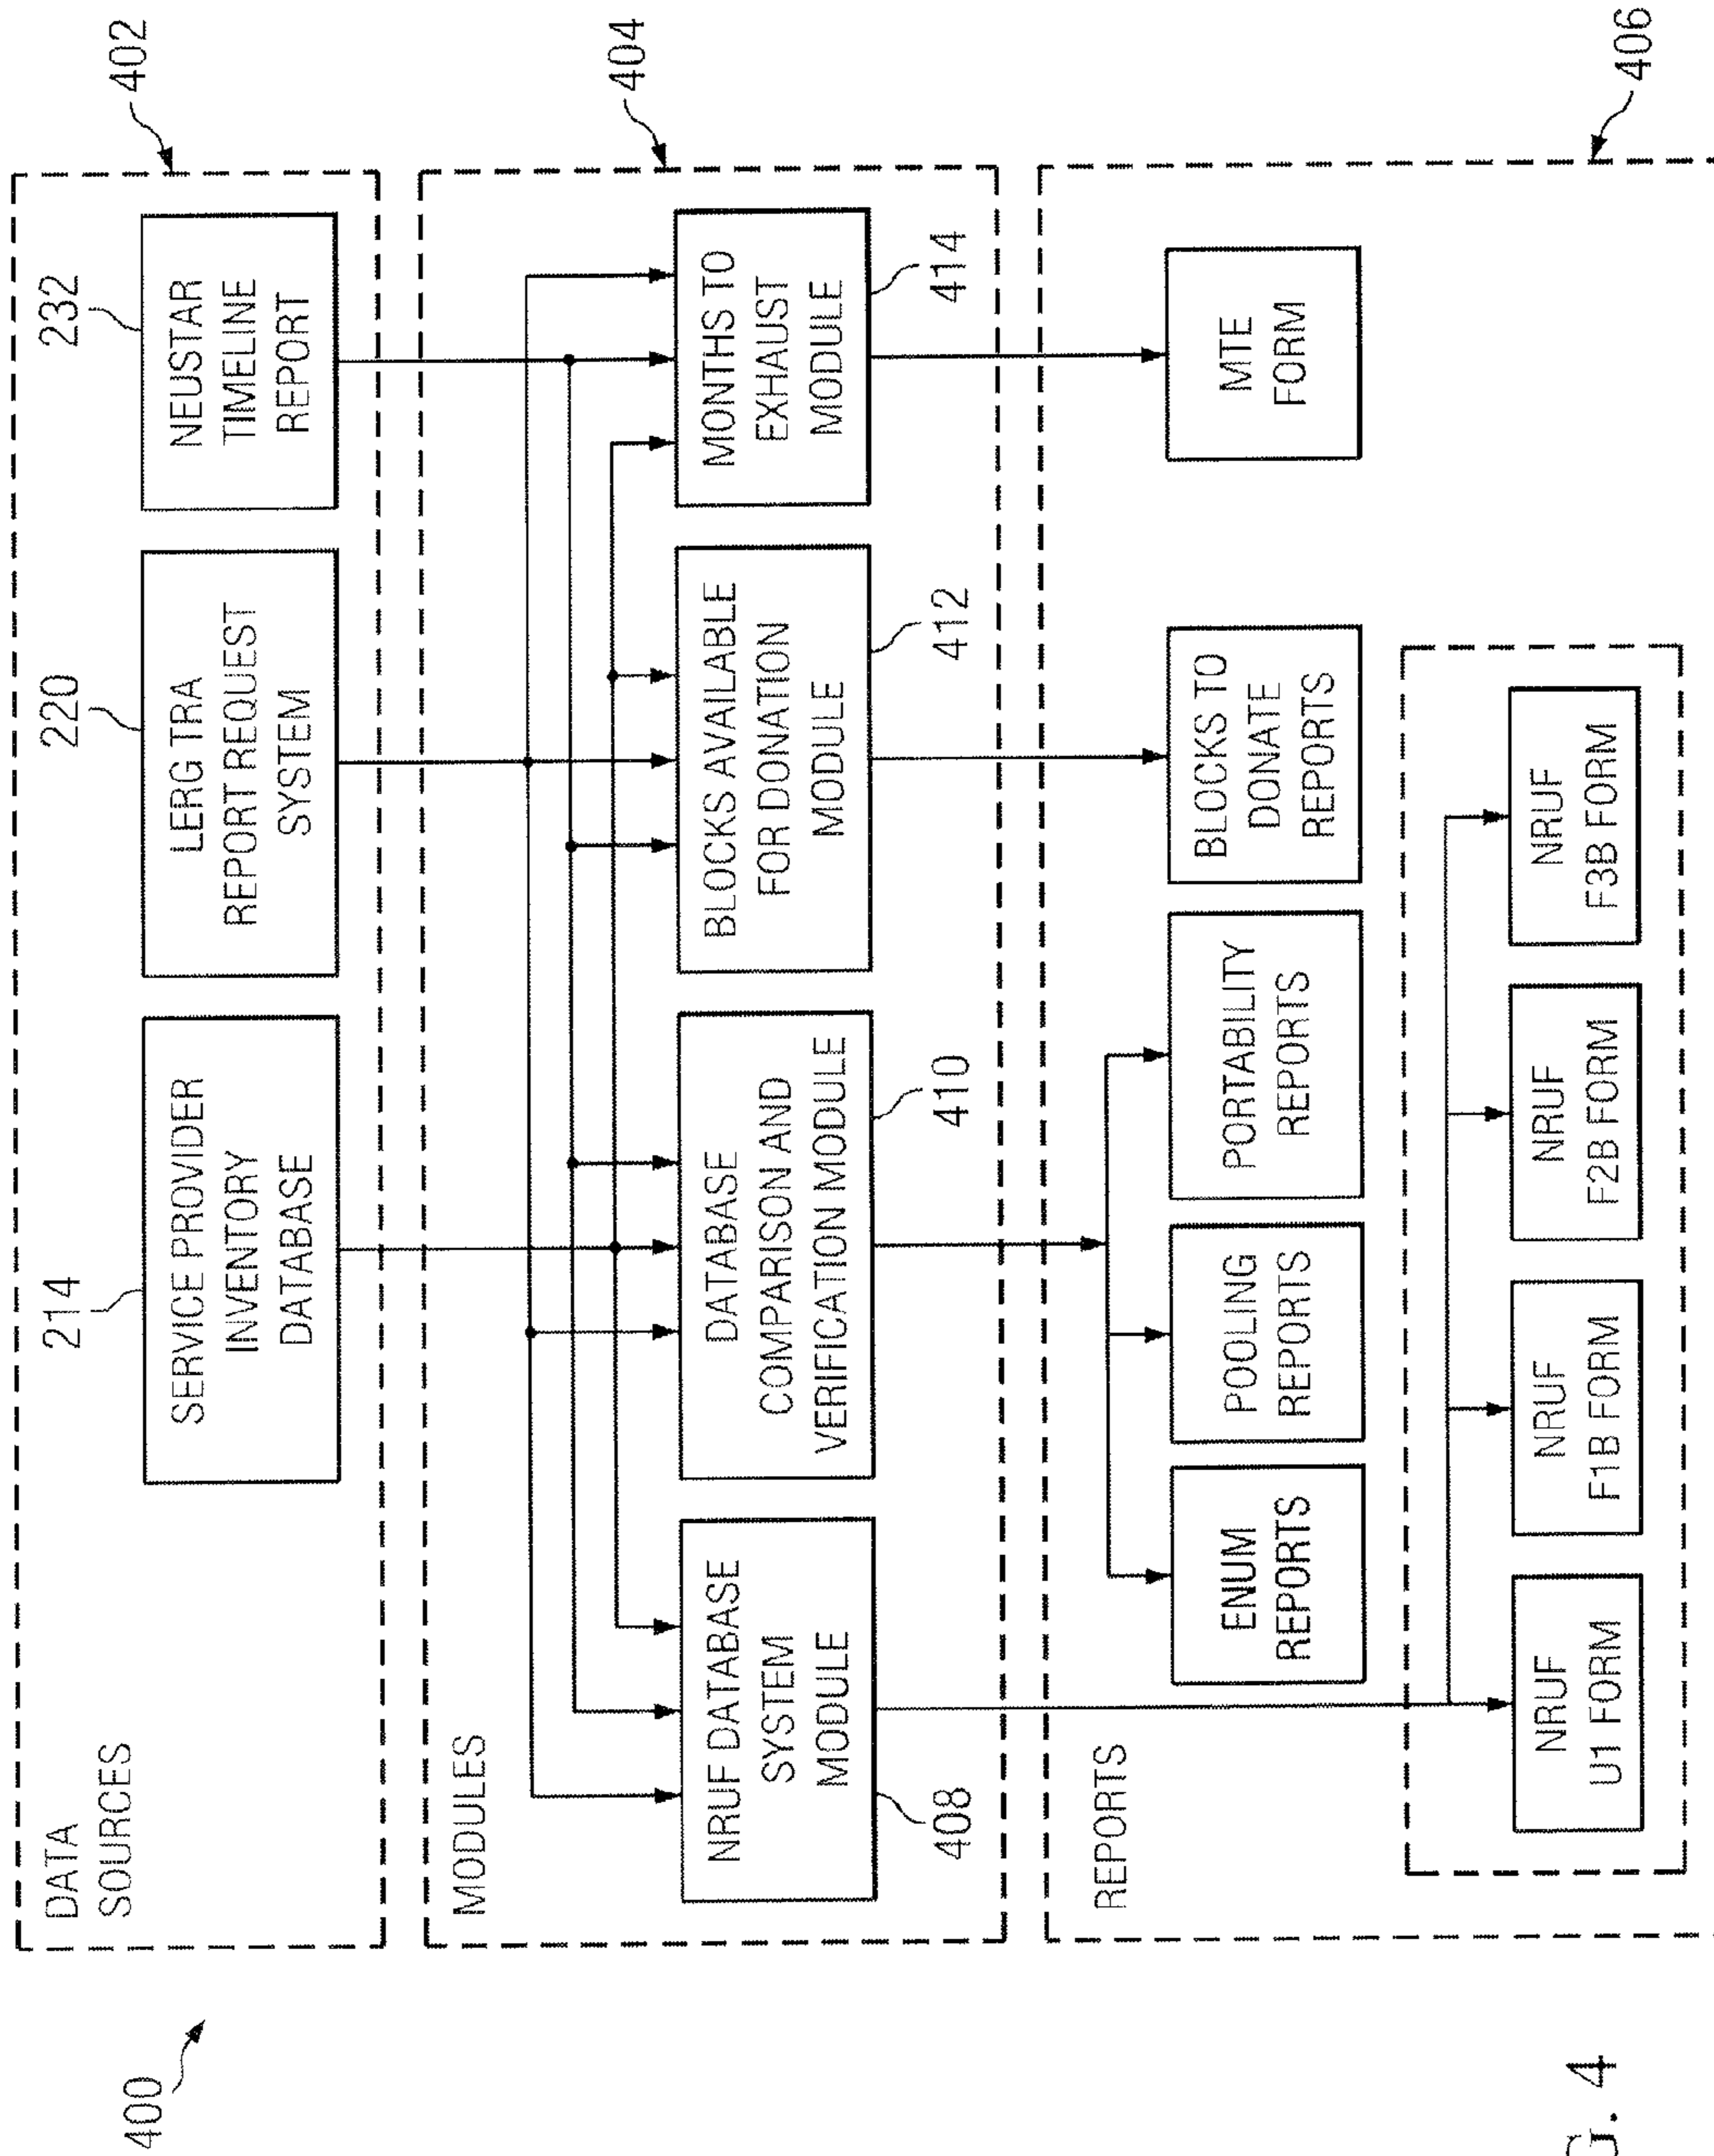 400
DATA
SOURCES
402
214
SERVICE PROVIDER
INVENTORY
DATABASE
220
LERG TRA
REPORT REQUEST
SYSTEM
232
NEUSTAR
TIMELINE
REPORT
MODULES
404
NRUF DATABASE
SYSTEM
MODULE
408
DATABASE
COMPARISON AND
VERIFICATION MODULE
410
BLOCKS AVAILABLE
FOR DONATION
MODULE
412
MONTHS TO
EXHAUST
MODULE
414
REPORTS
406
ENUM
REPORTS
POOLING
REPORTS
PORTABILITY
REPORTS
BLOCKS TO
DONATE
REPORTS
MTE
FORM
NRUF
U1 FORM
NRUF
F1B FORM
NRUF
F2B FORM
NRUF
F3B FORM
G. 4